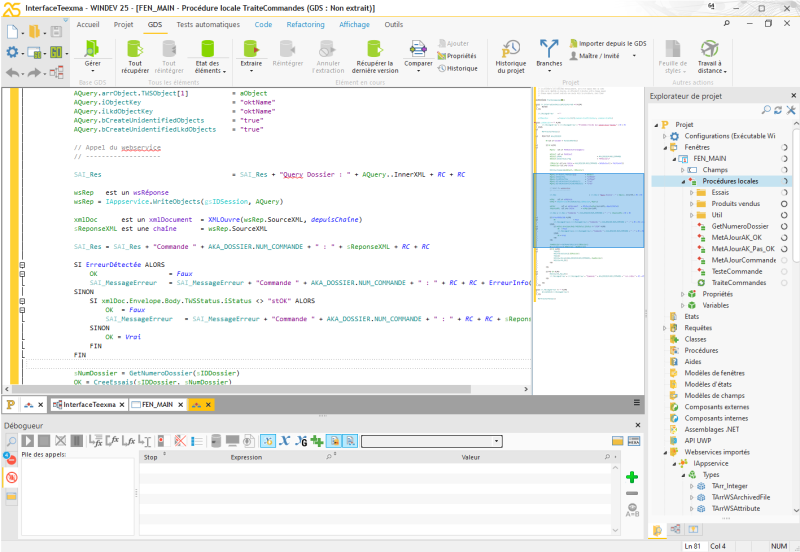 InterfaceTeexma - WINDEV 25 - [FEN_MAIN - Procédure locale TraiteCommandes (GDS : Non extrait)]
Accueil Projet GDS Tests automatiques Code Refactoring Affichage Outils
Gérer
Tout récupérer
Tout réintégrer
Etat des éléments
Extraire
Réintégrer
Annuler l'extraction
Récupérer la dernière version
Comparer
Ajouter
Propriétés
Historique
Historique du projet
Branches
Importer depuis le GDS
Maître / Invité
Feuille de styles
Travail à distance
Base GDS Tous les éléments Elément en cours Projet Autres actions
AQuery.arrObject.TWSObject[1] = aObject
AQuery.iObjectKey = "oktName"
AQuery.iLkdObjectKey = "oktName"
AQuery.bCreateUnidentifiedObjects = "true"
AQuery.bCreateUnidentifiedLkdObjects = "true"
// Appel du webservice
// -------------------
SAI_Res = SAI_Res + "Query Dossier : " + AQuery..InnerXML + RC + RC
wsRep est un wsRéponse
wsRep = IAppservice.WriteObjects(g:IDSession, AQuery)
xmlDoc est un xmlDocument = XMLOuvre(wsRep.SourceXML, depuisChaîne)
sReponseXML est une chaîne = wsRep.SourceXML
SAI_Res = SAI_Res + "Commande " + AKA_DOSSIER.NUM_COMMANDE + " : " + sReponseXML + RC + RC
SI ErreurDétectée ALORS
OK = Faux
SAI_MessageErreur = SAI_MessageErreur + "Commande " + AKA_DOSSIER.NUM_COMMANDE + " : " + RC + RC + ErreurInfo(
SINON
SI xmlDoc.Envelope.Body.TWSStatus.iStatus <> "stOK" ALORS
OK = Faux
SAI_MessageErreur = SAI_MessageErreur + "Commande " + AKA_DOSSIER.NUM_COMMANDE + " : " + RC + RC + sRepons
SINON
OK = Vrai
FIN
FIN
sNumDossier = GetNumeroDossier(sIDDossier)
OK = CreeEssais(sIDDossier, sNumDossier)
InterfaceTeexma FEN_MAIN
Débogueur
Pile des appels:
Stop Expression Valeur
A=B
Explorateur de projet
Projet
Configurations (Exécutable Wi
Fenêtres
FEN_MAIN
Champs
Procédures locales
Essais
Produits vendus
Util
GetNumeroDossier
MetAJourAK_OK
MetAJourAK_Pas_OK
MetAJourCommande
TesteCommande
TraiteCommandes
Propriétés
Variables
Etats
Requêtes
Classes
Procédures
Aides
Modèles de fenêtres
Modèles d'états
Modèles de champs
Composants externes
Composants internes
Assemblages .NET
API UWP
Webservices importés
IAppservice
Types
TArr_Integer
TArrWSArchivedFile
TArrWSAttribute
Ln 81 Col 4 NUM